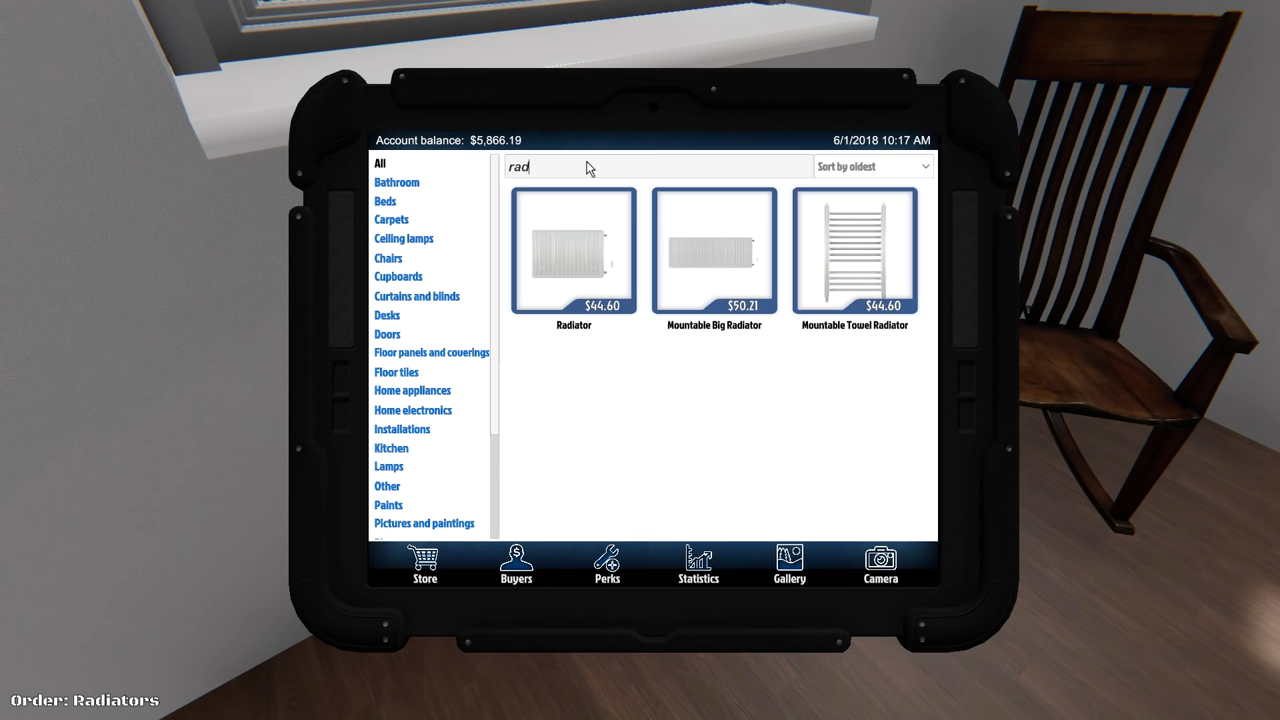 Account balance: $5,866.19
6/1/2018 10:17 AM
All
Bathroom
Beds
Carpets
Ceiling lamps
Chairs
Cupboards
Curtains and blinds
Desks
Doors
Floor panels and coverings
Floor tiles
Home appliances
Home electronics
Installations
Kitchen
Lamps
Other
Paints
Pictures and paintings
rad
Sort by oldest
$44.60
Radiator
$50.21
Mountable Big Radiator
$44.60
Mountable Towel Radiator
Store
Buyers
Perks
Statistics
Gallery
Camera
Order: Radiators